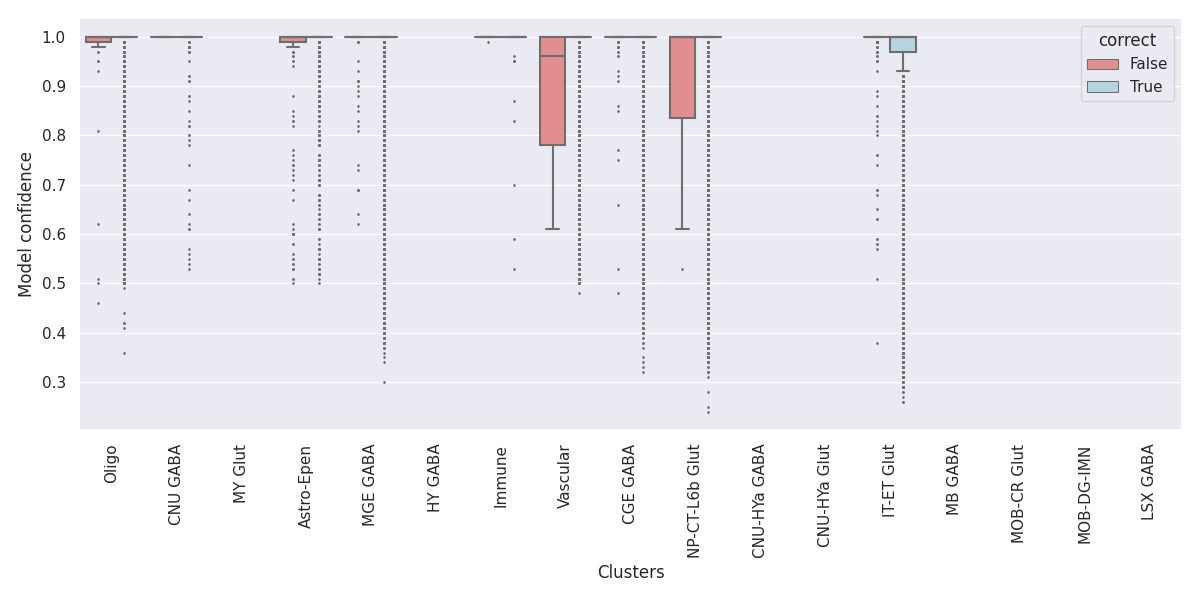 correct
False
True
Model confidence
1.0
0.9
0.8
0.7
0.6
0.5
0.4
0.3
Oligo
CNU GABA
MY Glut
Astro-Epen
MGE GABA
HY GABA
Immune
Vascular
CGE GABA
NP-CT-L6b Glut
CNU-HYa GABA
CNU-HYa Glut
IT-ET Glut
MB GABA
MOB-CR Glut
MOB-DG-IMN
LSX GABA
Clusters